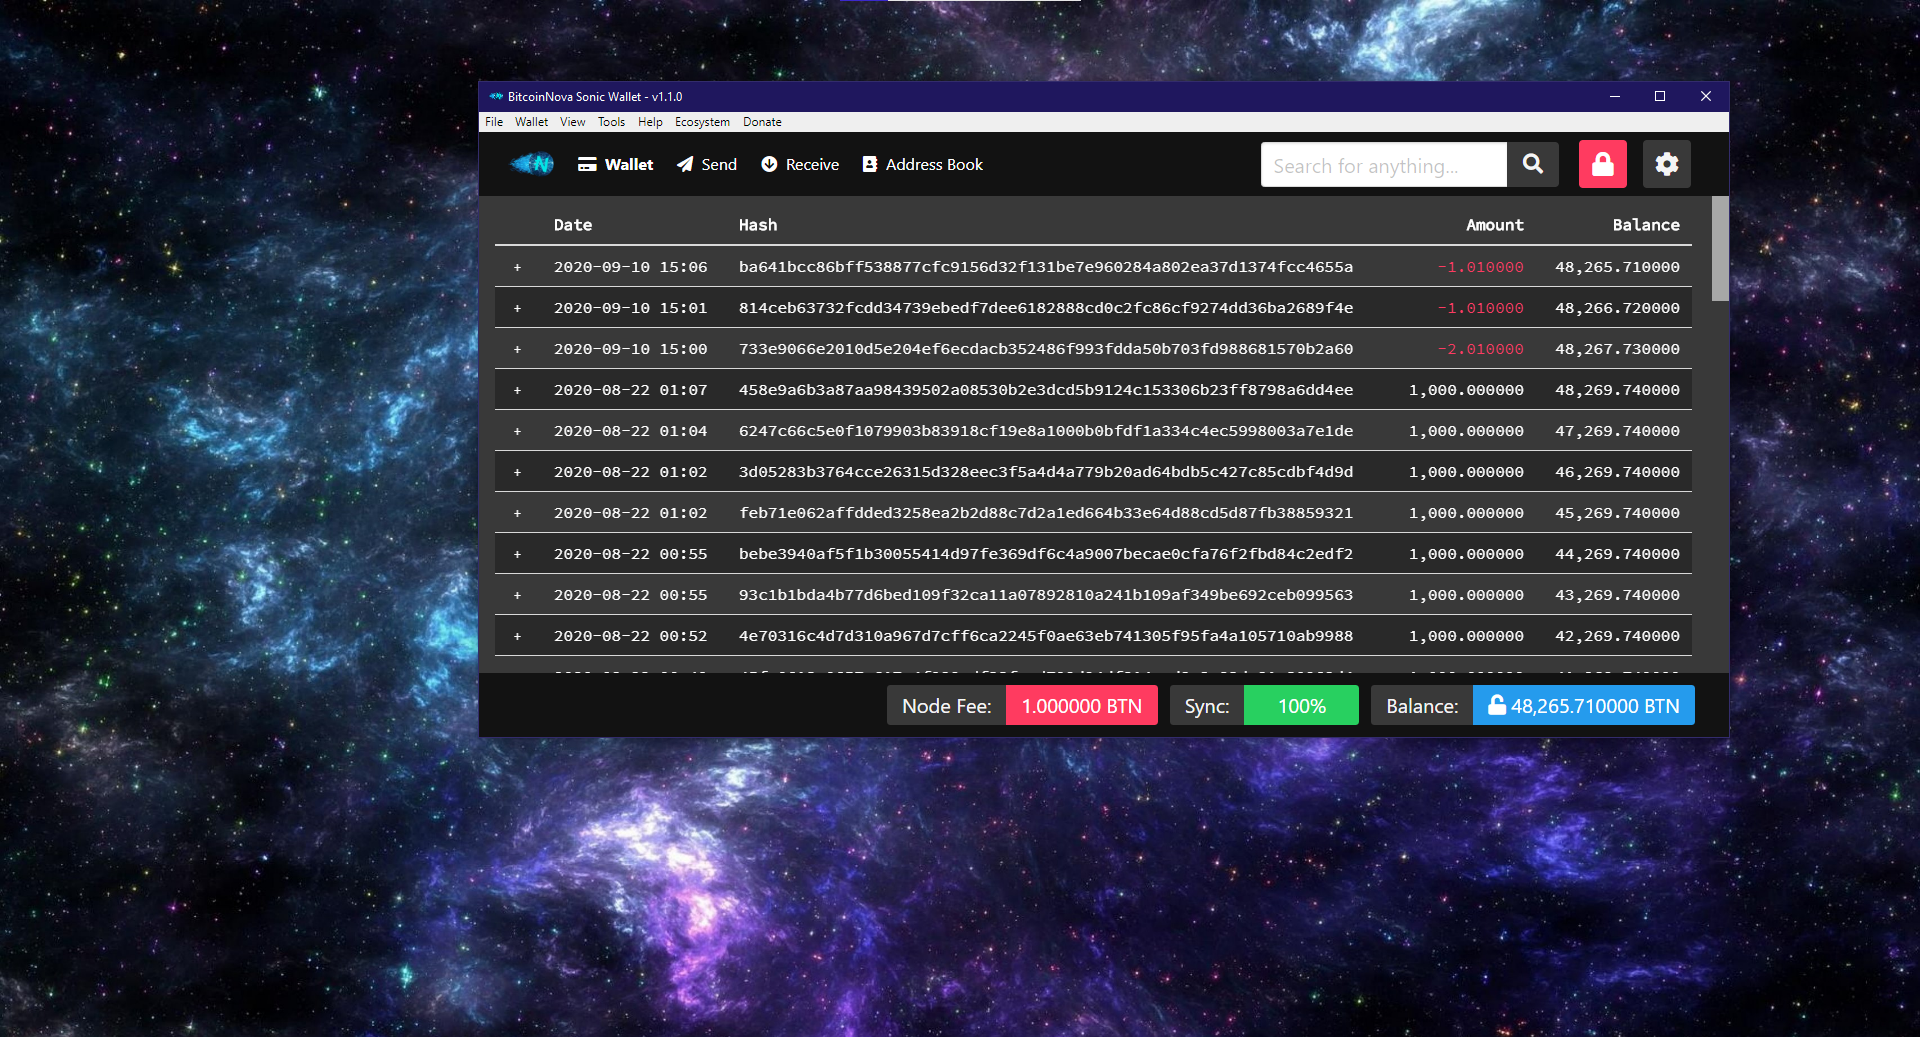 BitcoinNova Sonic Wallet - v1.1.0
File Wallet View Tools Help Ecosystem Donate
N Wallet Send Receive Address Book Search for anything...
Date Hash Amount Balance
+ 2020-09-10 15:06 ba641bcc86bff538877cfc9156d32f131be7e960284a802ea37d1374fcc4655a -1.010000 48,265.710000
+ 2020-09-10 15:01 814ceb63732fcdd34739ebedf7dee6182888cd0c2fc86cf9274dd36ba2689f4e -1.010000 48,266.720000
+ 2020-09-10 15:00 733e9066e2010d5e204ef6ecdacb352486f993fdda50b703fd988681570b2a60 -2.010000 48,267.730000
+ 2020-08-22 01:07 458e9a6b3a87aa98439502a08530b2e3dcd5b9124c153306b23ff8798a6dd4ee 1,000.000000 48,269.740000
+ 2020-08-22 01:04 6247c66c5e0f1079903b83918cf19e8a1000b0bfdf1a334c4ec5998003a7e1de 1,000.000000 47,269.740000
+ 2020-08-22 01:02 3d05283b3764cce26315d328eec3f5a4d4a779b20ad64bdb5c427c85cdbf4d9d 1,000.000000 46,269.740000
+ 2020-08-22 01:02 feb71e062affdded3258ea2b2d88c7d2a1ed664b33e64d88cd5d87fb38859321 1,000.000000 45,269.740000
+ 2020-08-22 00:55 bebe3940af5f1b30055414d97fe369df6c4a9007becae0cfa76f2fbd84c2edf2 1,000.000000 44,269.740000
+ 2020-08-22 00:55 93c1b1bda4b77d6bed109f32ca11a07892810a241b109af349be692ceb099563 1,000.000000 43,269.740000
+ 2020-08-22 00:52 4e70316c4d7d310a967d7cff6ca2245f0ae63eb741305f95fa4a105710ab9988 1,000.000000 42,269.740000
Node Fee: 1.000000 BTN Sync: 100% Balance: 48,265.710000 BTN